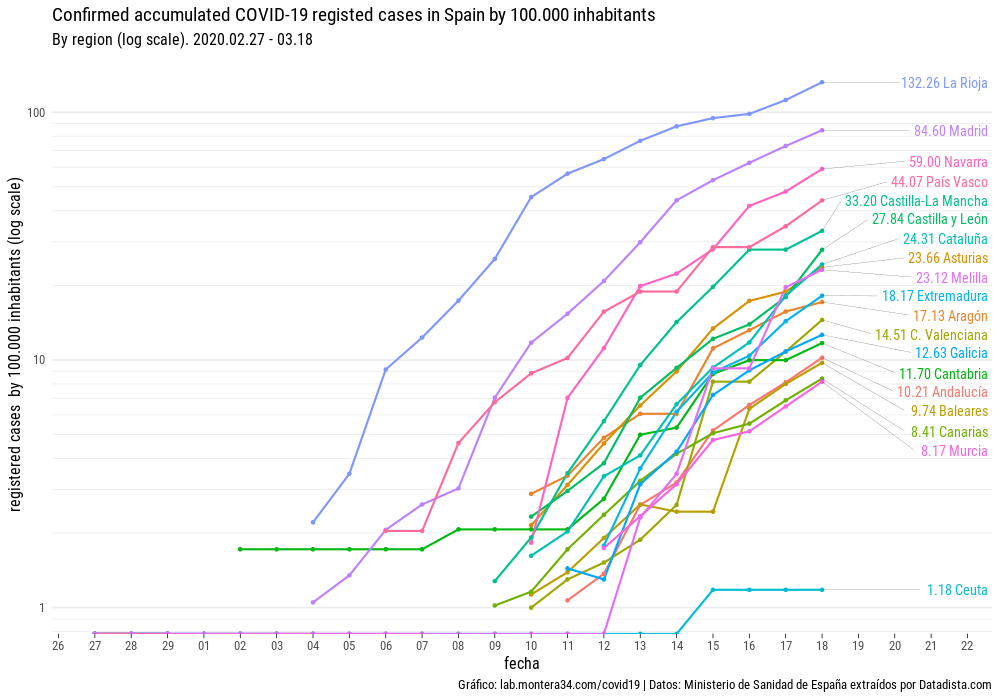 Confirmed accumulated COVID-19 registed cases in Spain by 100.000 inhabitants
By region (log scale). 2020.02.27 - 03.18
registered cases by 100.000 inhabitants (log scale)
100
10
1
132.26 La Rioja
84.60 Madrid
59.00 Navarra
44.07 País Vasco
33.20 Castilla-La Mancha
27.84 Castilla y León
24.31 Cataluña
23.66 Asturias
23.12 Melilla
18.17 Extremadura
17.13 Aragón
14.51 C. Valenciana
12.63 Galicia
11.70 Cantabria
10.21 Andalucía
9.74 Baleares
8.41 Canarias
8.17 Murcia
1.18 Ceuta
26 27 28 29 01 02 03 04 05 06 07 08 09 10 11 12 13 14 15 16 17 18 19 20 21 22
fecha
Gráfico: lab.montera34.com/covid19 | Datos: Ministerio de Sanidad de España extraídos por Datadista.com